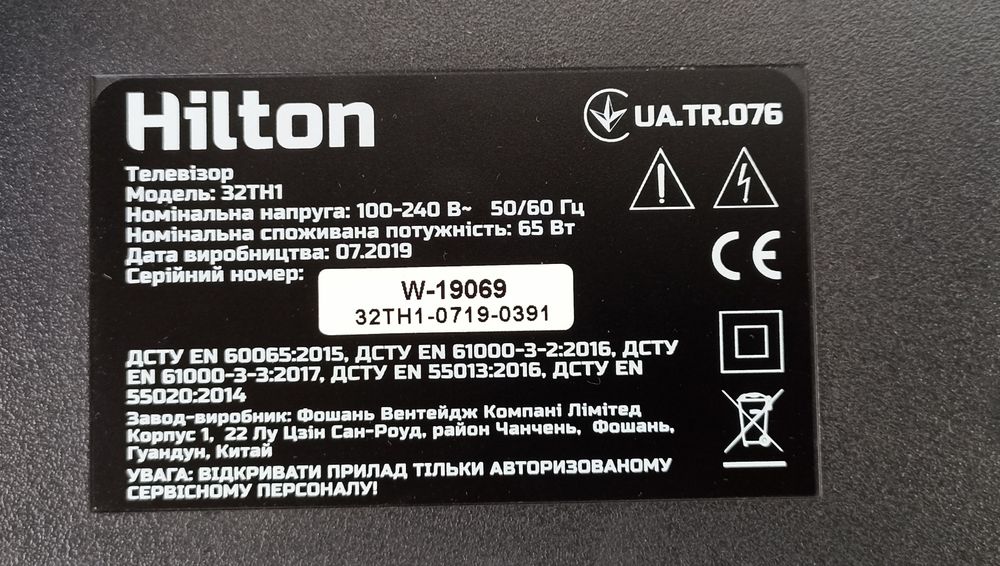 Hilton
UA.TR.076
Телевізор
Модель: 32TH1
Номінальна напруга: 100-240 В~ 50/60 Гц
Номінальна споживана потужність: 65 Вт
Дата виробництва: 07.2019
Серійний номер:
W-19069
32TH1-0719-0391
CE
ДСТУ EN 60065:2015, ДСТУ EN 61000-3-2:2016, ДСТУ
EN 61000-3-3:2017, ДСТУ EN 55013:2016, ДСТУ EN
55020:2014
Завод-виробник: Фошань Вентейдж Компані Лімітед
Корпус 1, 22 Лу Цзін Сан-Роуд, район Чанчень, Фошань,
Гуандун, Китай
УВАГА: ВІДКРИВАТИ ПРИЛАД ТІЛЬКИ АВТОРИЗОВАНОМУ
СЕРВІСНОМУ ПЕРСОНАЛУ!